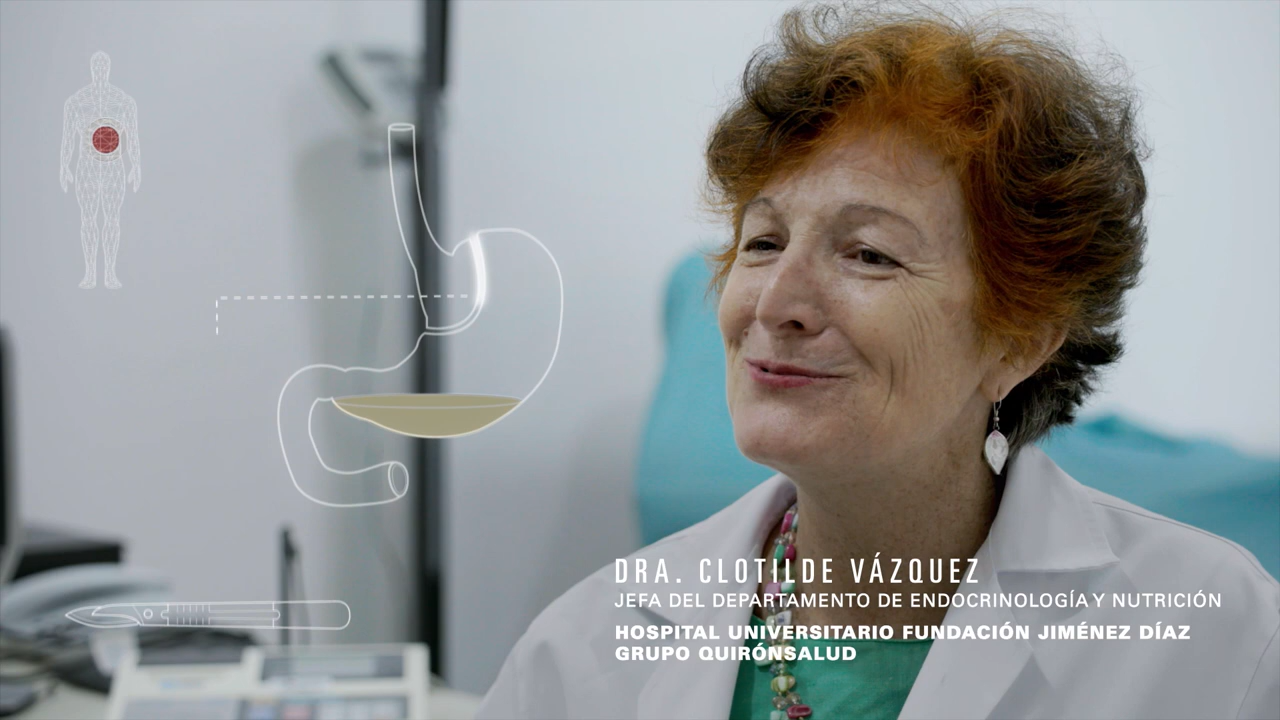 DRA. CLOTILDE VÁZQUEZ
JEFA DEL DEPARTAMENTO DE ENDOCRINOLOGÍA Y NUTRICIÓN
HOSPITAL UNIVERSITARIO FUNDACIÓN JIMÉNEZ DÍAZ
GRUPO QUIRÓNSALUD